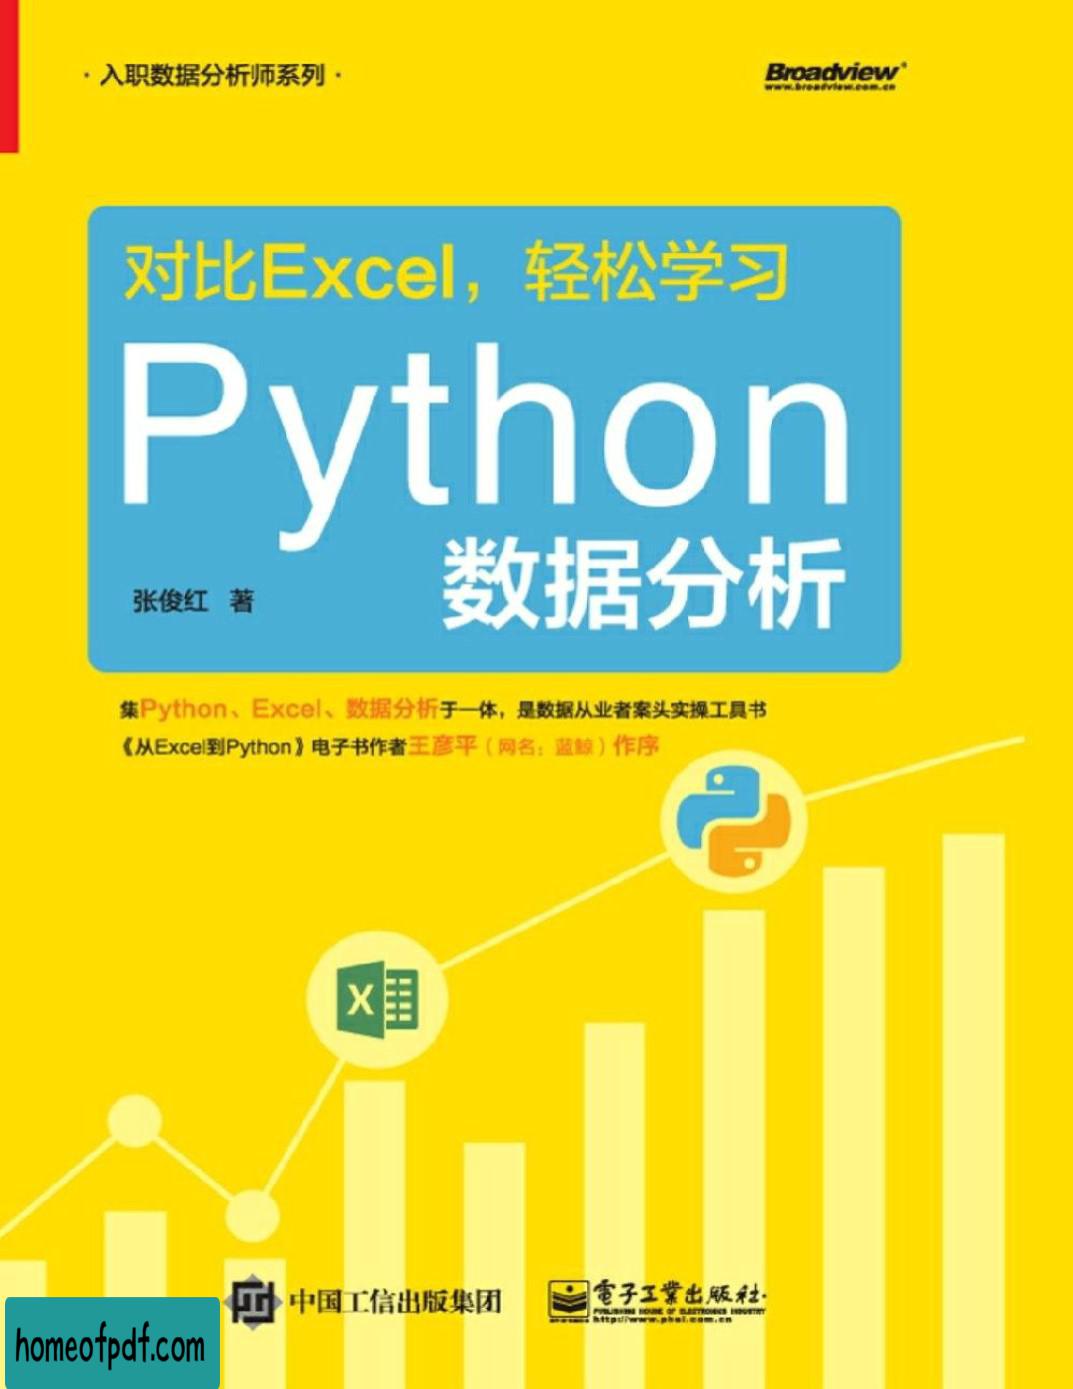 · 入职数据分析师系列 ·
Broadview®
www.broadview.com.cn
对比Excel，轻松学习
Python
数据分析
张俊红 著
集Python、Excel、数据分析于一体，是数据从业者案头实操工具书
《从Excel到Python》电子书作者王彦平（网名：蓝鲸）作序
X
中国工信出版集团
電子工業出版社·
PUBLISHING HOUSE OF ELECTRONICS INDUSTRY
http://www.phei.com.cn
homeofpdf.com